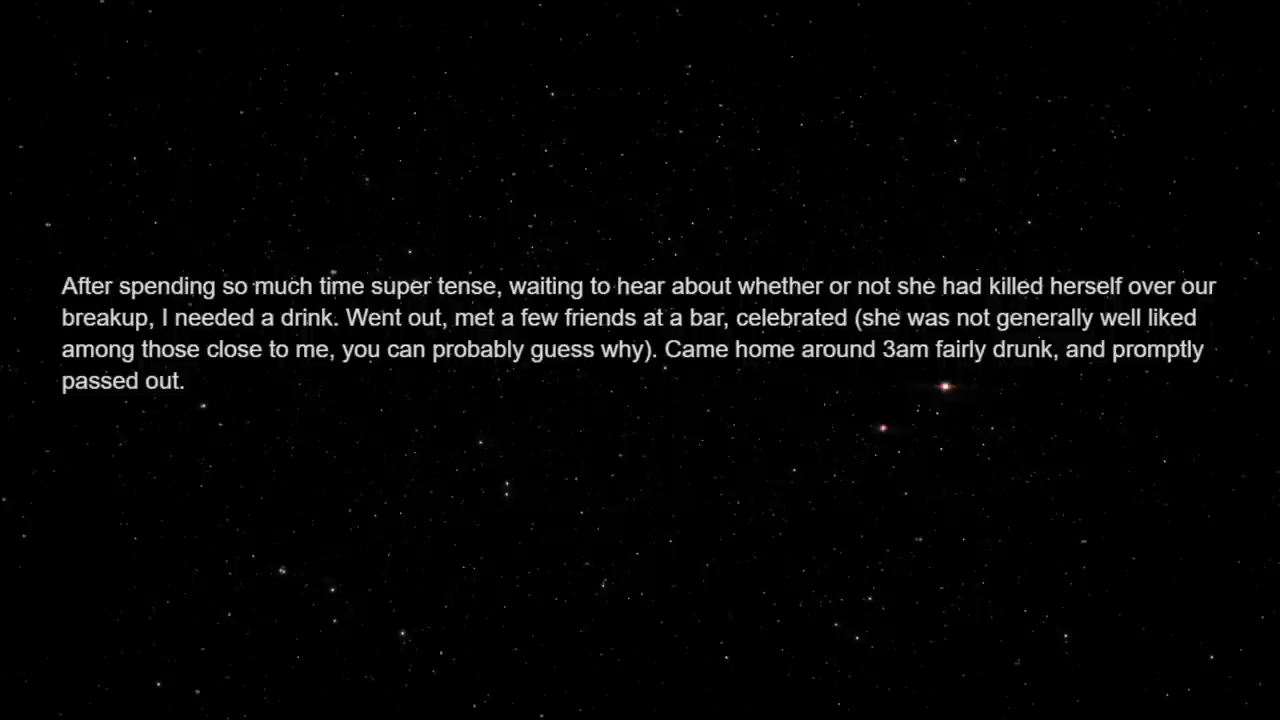 After spending so much time super tense, waiting to hear about whether or not she had killed herself over our
breakup, I needed a drink. Went out, met a few friends at a bar, celebrated (she was not generally well liked
among those close to me, you can probably guess why). Came home around 3am fairly drunk, and promptly
passed out.